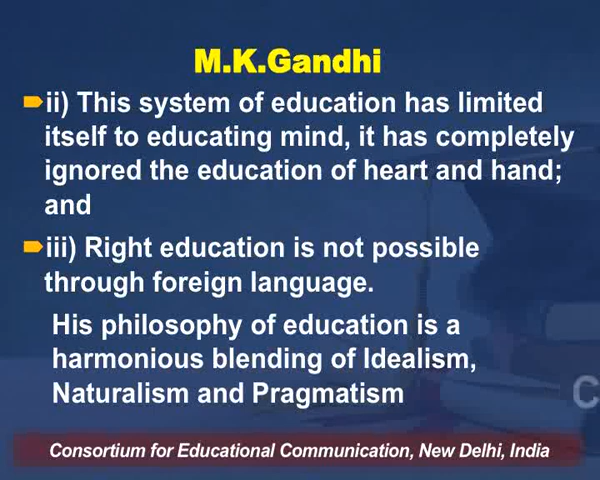 M.K.Gandhi
ii) This system of education has limited
itself to educating mind, it has completely
ignored the education of heart and hand;
and
iii) Right education is not possible
through foreign language.
His philosophy of education is a
harmonious blending of Idealism,
Naturalism and Pragmatism
C
Consortium for Educational Communication, New Delhi, India